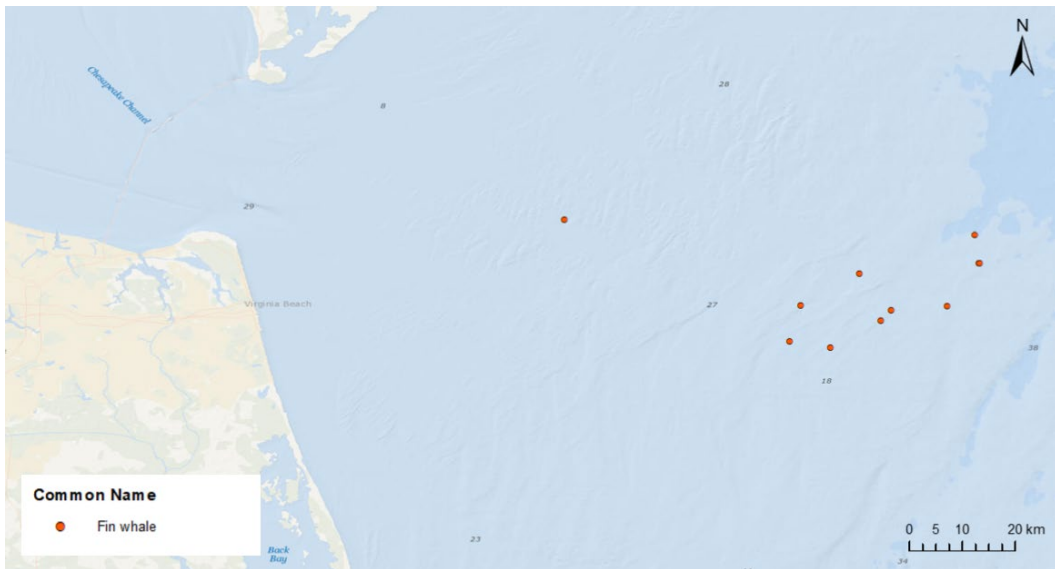 N
Chesapeake Channel
28
8
29
Virginia Beach
27
38
18
Common Name
Fin whale
Back
Bay
23
0 5 10 20 km
34